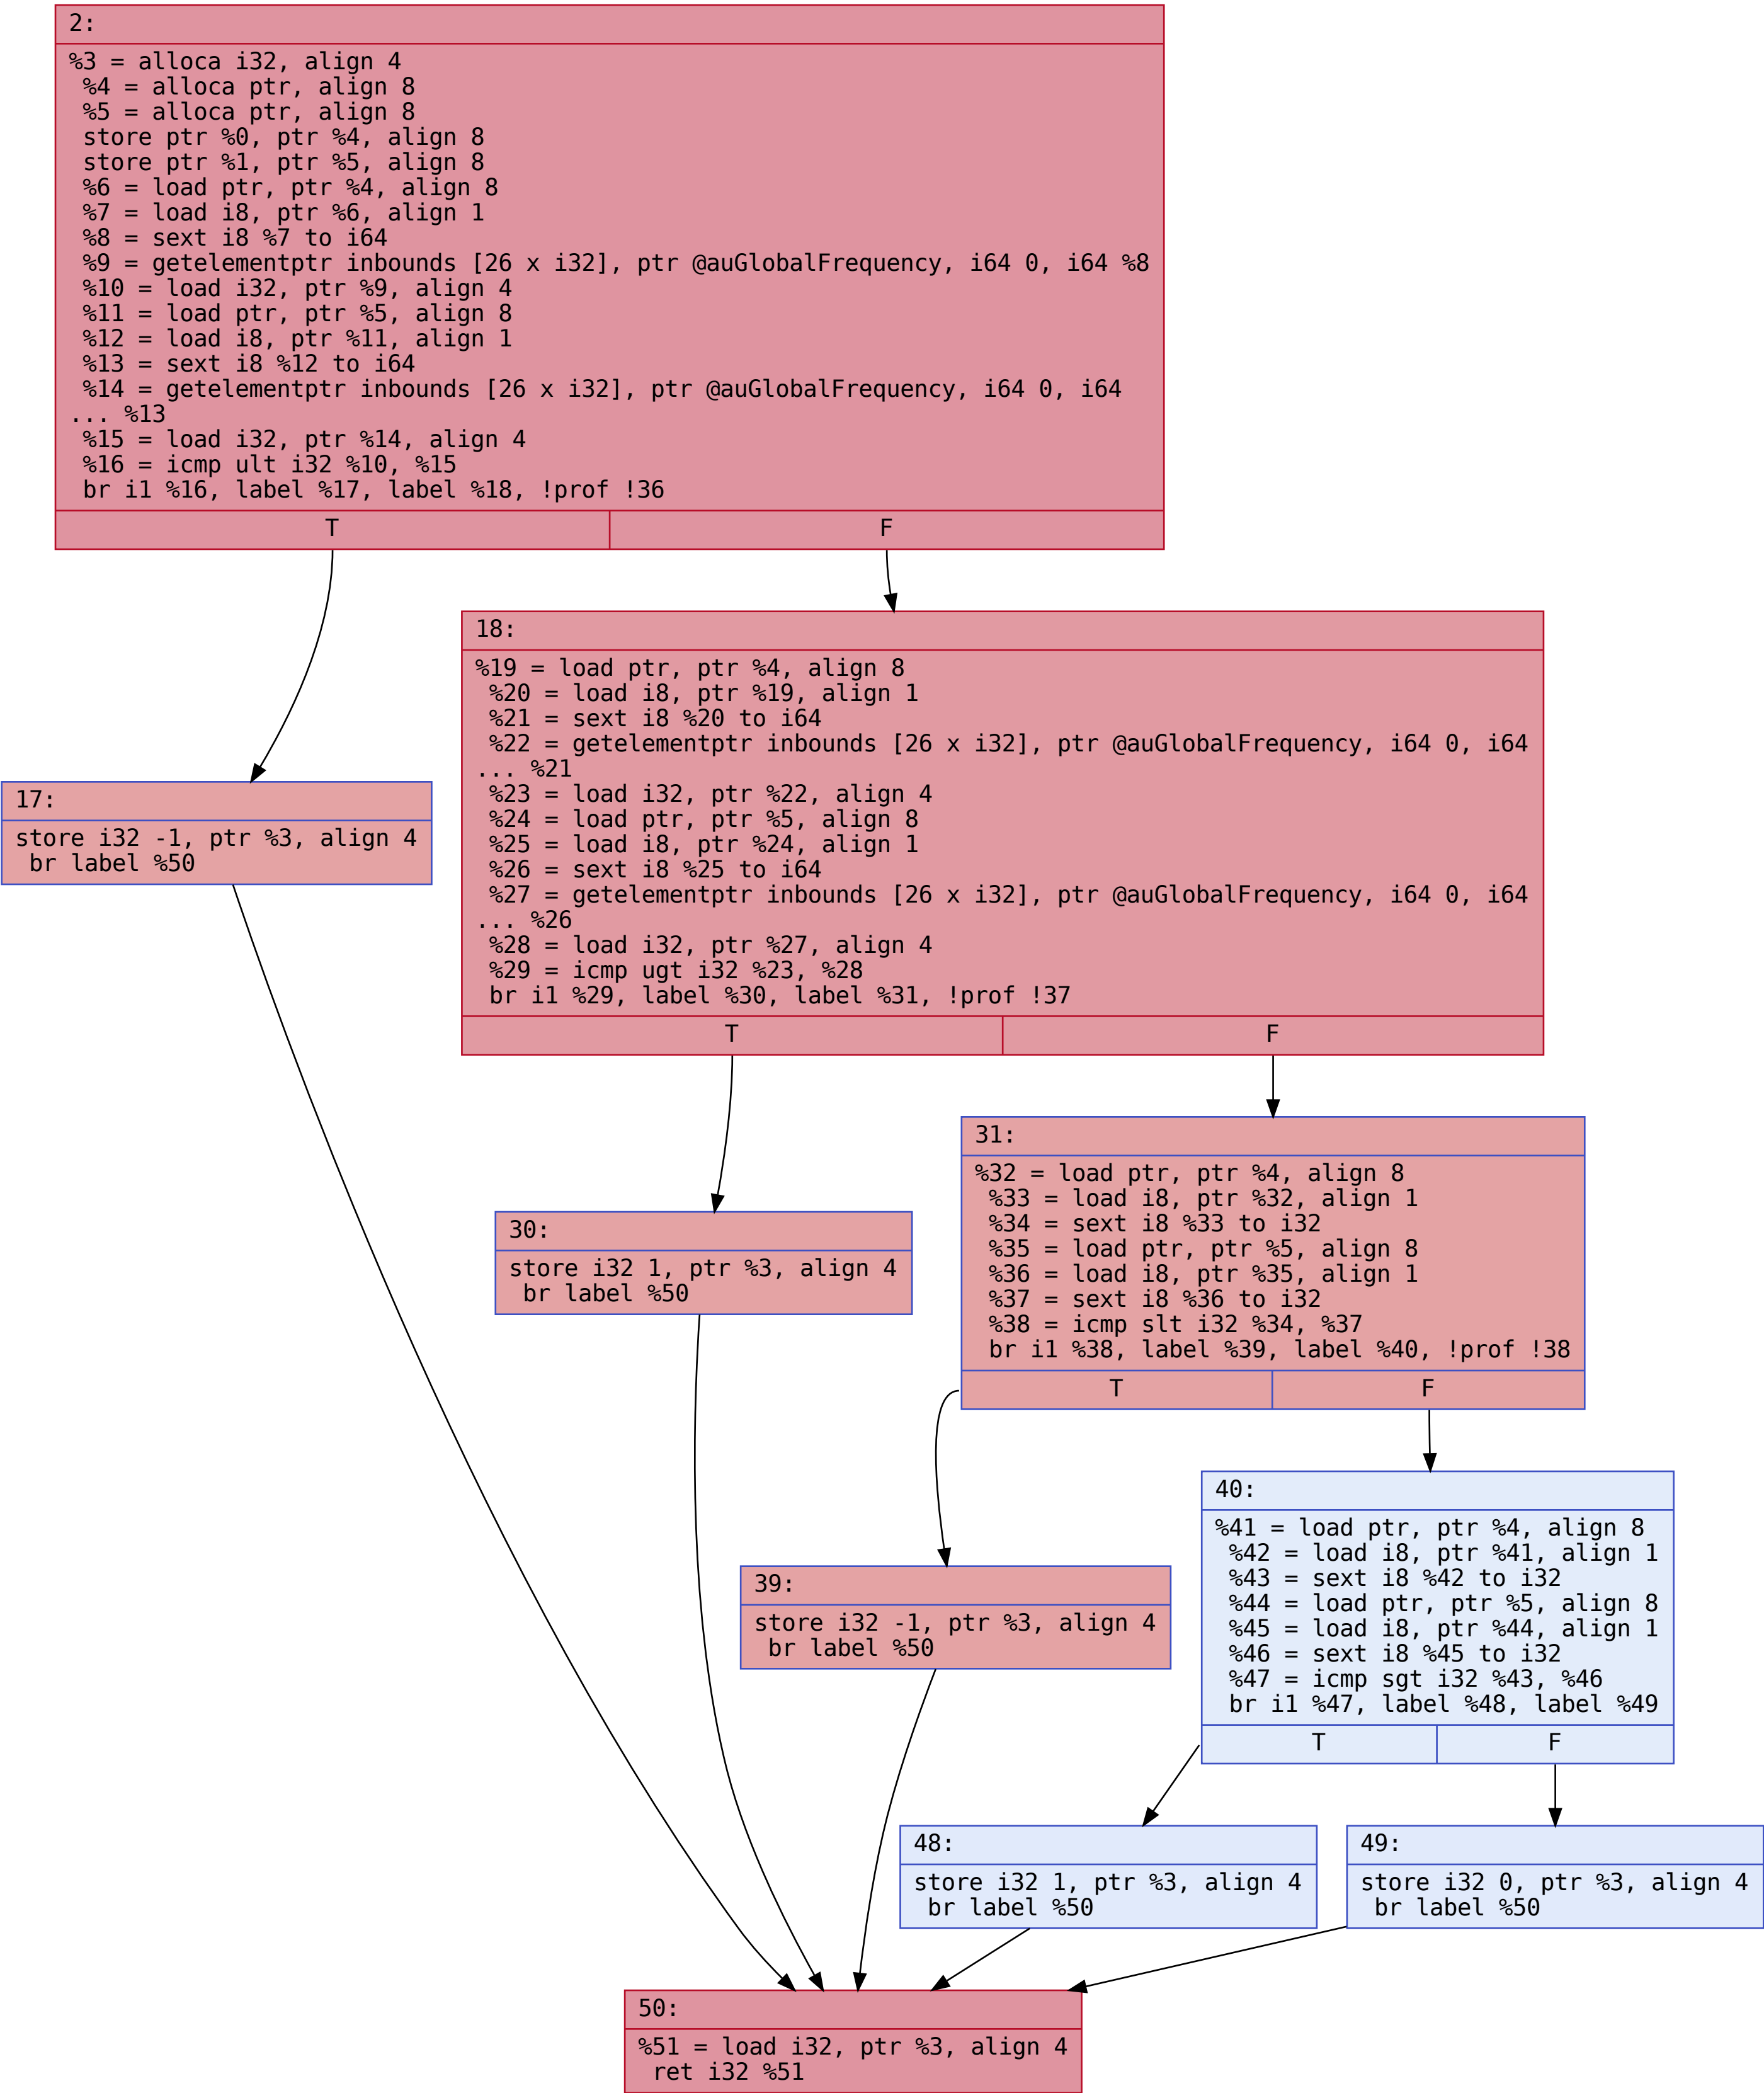 2:
%3 = alloca i32, align 4
%4 = alloca ptr, align 8
%5 = alloca ptr, align 8
store ptr %0, ptr %4, align 8
store ptr %1, ptr %5, align 8
%6 = load ptr, ptr %4, align 8
%7 = load i8, ptr %6, align 1
%8 = sext i8 %7 to i64
%9 = getelementptr inbounds [26 x i32], ptr @auGlobalFrequency, i64 0, i64 %8
%10 = load i32, ptr %9, align 4
%11 = load ptr, ptr %5, align 8
%12 = load i8, ptr %11, align 1
%13 = sext i8 %12 to i64
%14 = getelementptr inbounds [26 x i32], ptr @auGlobalFrequency, i64 0, i64
... %13
%15 = load i32, ptr %14, align 4
%16 = icmp ult i32 %10, %15
br i1 %16, label %17, label %18, !prof !36
T F
18:
%19 = load ptr, ptr %4, align 8
%20 = load i8, ptr %19, align 1
%21 = sext i8 %20 to i64
%22 = getelementptr inbounds [26 x i32], ptr @auGlobalFrequency, i64 0, i64
... %21
%23 = load i32, ptr %22, align 4
%24 = load ptr, ptr %5, align 8
%25 = load i8, ptr %24, align 1
%26 = sext i8 %25 to i64
%27 = getelementptr inbounds [26 x i32], ptr @auGlobalFrequency, i64 0, i64
... %26
%28 = load i32, ptr %27, align 4
%29 = icmp ugt i32 %23, %28
br i1 %29, label %30, label %31, !prof !37
T F
17:
store i32 -1, ptr %3, align 4
br label %50
31:
%32 = load ptr, ptr %4, align 8
%33 = load i8, ptr %32, align 1
%34 = sext i8 %33 to i32
%35 = load ptr, ptr %5, align 8
%36 = load i8, ptr %35, align 1
%37 = sext i8 %36 to i32
%38 = icmp slt i32 %34, %37
br i1 %38, label %39, label %40, !prof !38
T F
30:
store i32 1, ptr %3, align 4
br label %50
40:
%41 = load ptr, ptr %4, align 8
%42 = load i8, ptr %41, align 1
%43 = sext i8 %42 to i32
%44 = load ptr, ptr %5, align 8
%45 = load i8, ptr %44, align 1
%46 = sext i8 %45 to i32
%47 = icmp sgt i32 %43, %46
br i1 %47, label %48, label %49
T F
39:
store i32 -1, ptr %3, align 4
br label %50
48:
store i32 1, ptr %3, align 4
br label %50
49:
store i32 0, ptr %3, align 4
br label %50
50:
%51 = load i32, ptr %3, align 4
ret i32 %51